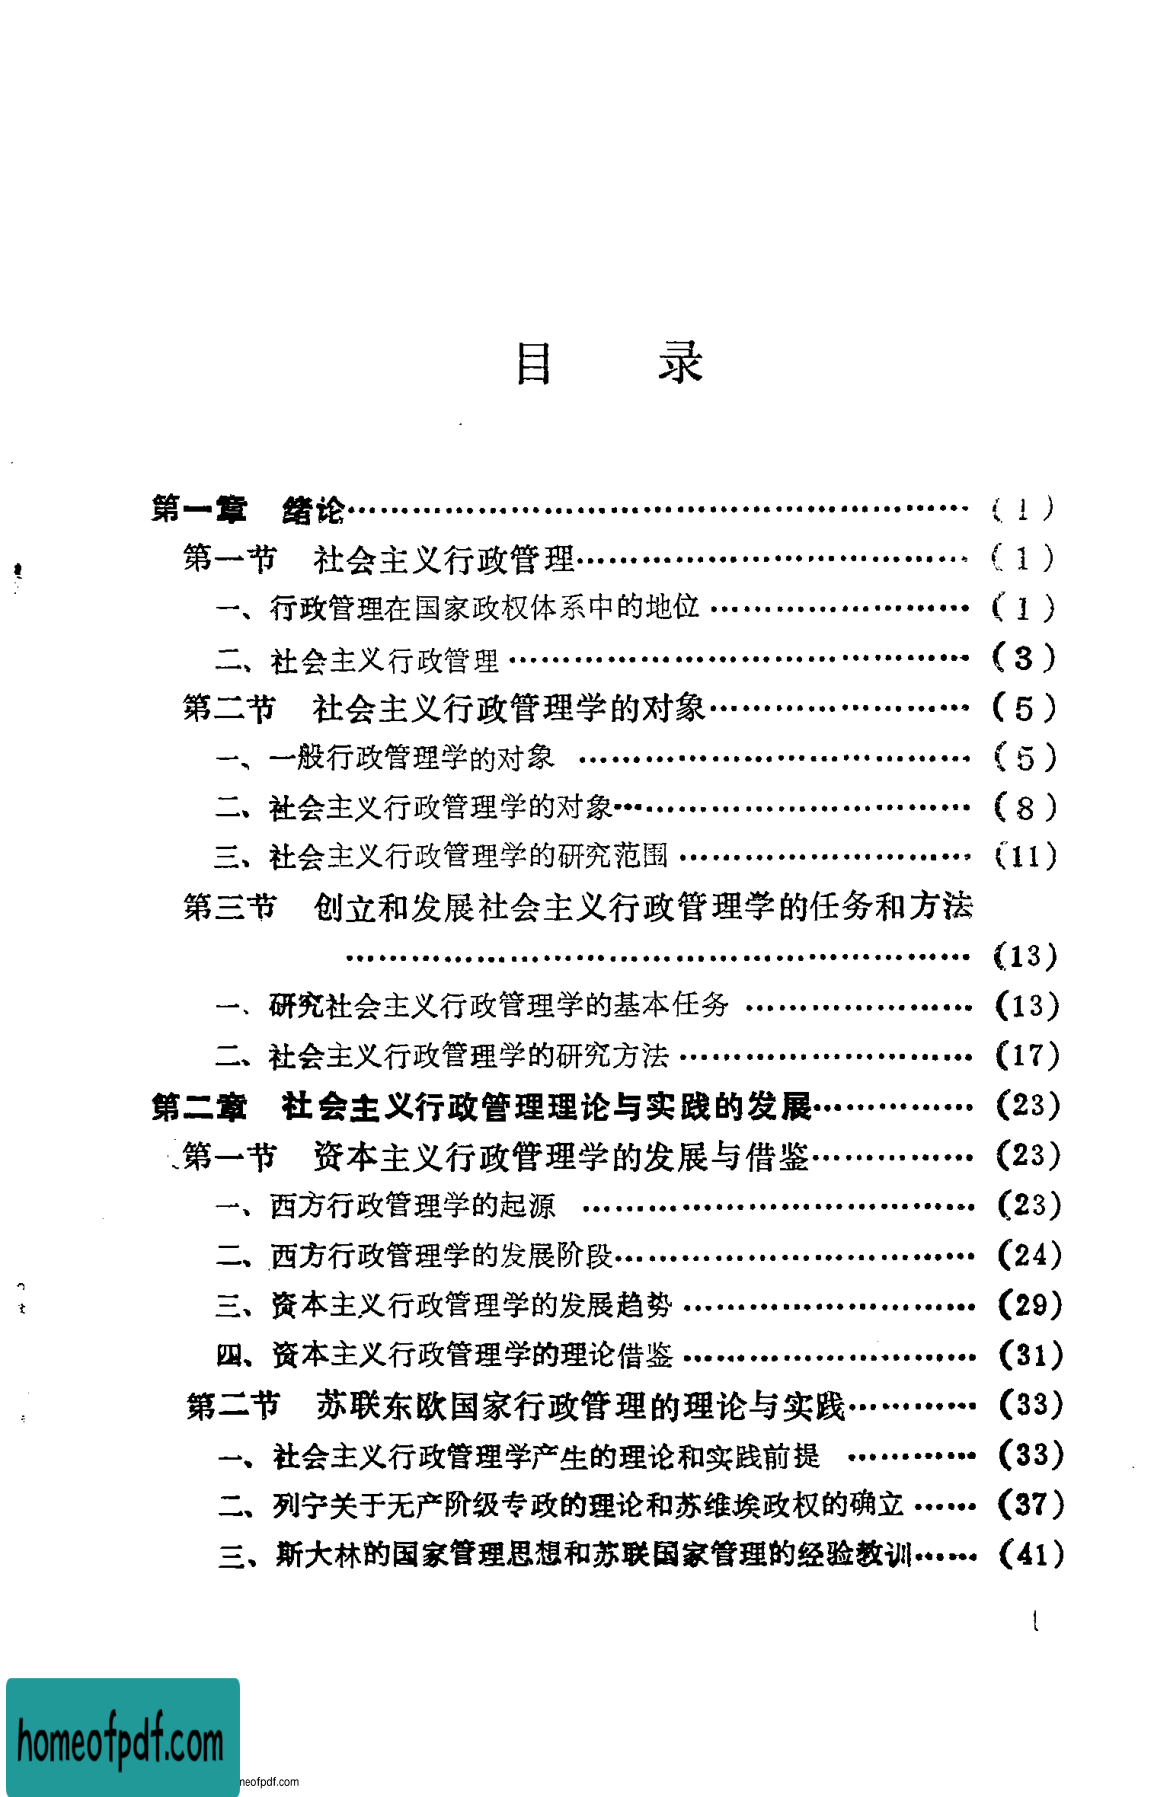 目 录
第一章 绪论……………………………………………… ( 1 )
第一节 社会主义行政管理……………………………… ( 1 )
一、行政管理在国家政权体系中的地位 …………………… ( 1 )
二、社会主义行政管理 …………………………………… ( 3 )
第二节 社会主义行政管理学的对象…………………… ( 5 )
一、一般行政管理学的对象 ……………………………… ( 5 )
二、社会主义行政管理学的对象………………………… ( 8 )
三、社会主义行政管理学的研究范围 …………………… (11)
第三节 创立和发展社会主义行政管理学的任务和方法
……………………………………………… (13)
一、研究社会主义行政管理学的基本任务 ………………… (13)
二、社会主义行政管理学的研究方法 …………………… (17)
第二章 社会主义行政管理理论与实践的发展…………… (23)
第一节 资本主义行政管理学的发展与借鉴…………… (23)
一、西方行政管理学的起源 ……………………………… (23)
二、西方行政管理学的发展阶段………………………… (24)
三、资本主义行政管理学的发展趋势 …………………… (29)
四、资本主义行政管理学的理论借鉴 …………………… (31)
第二节 苏联东欧国家行政管理的理论与实践………… (33)
一、社会主义行政管理学产生的理论和实践前提 ………… (33)
二、列宁关于无产阶级专政的理论和苏维埃政权的确立 …… (37)
三、斯大林的国家管理思想和苏联国家管理的经验教训…… (41)
1
homeofpdf.com
neofpdf.com